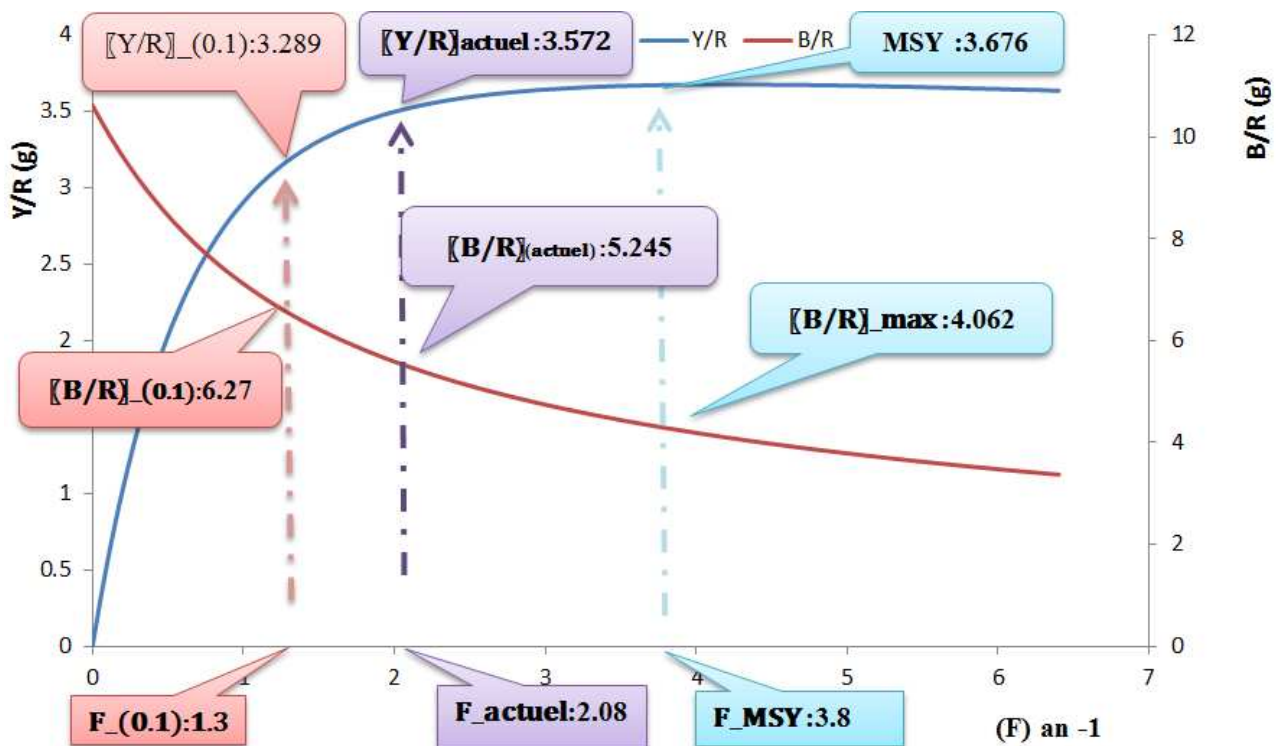 4
3.5
3
2.5
2
1
0.5
0
Y/R (g)
〖Y/R〗_(0.1):3.289
〖Y/R〗actuel:3.572
Y/R
B/R
MSY :3.676
12
10
8
6
4
2
0
B/R (g)
〖B/R〗(actuel) :5.245
〖B/R〗_max:4.062
〖B/R〗_(0.1):6.27
0
1
2
3
4
5
6
7
F_(0.1):1.3
F_actuel:2.08
F_MSY:3.8
(F) an -1